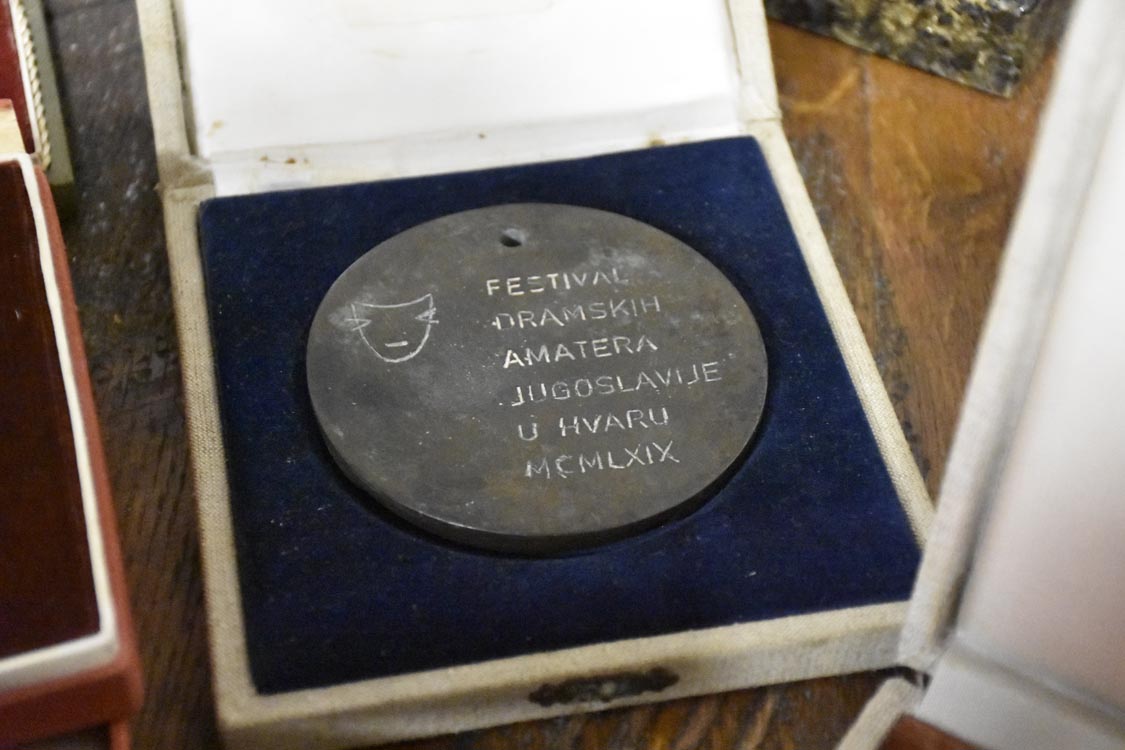 FESTIVAL
DRAMSKIH
AMATERA
JUGOSLAVIJE
U HVARU
MCMLXIX